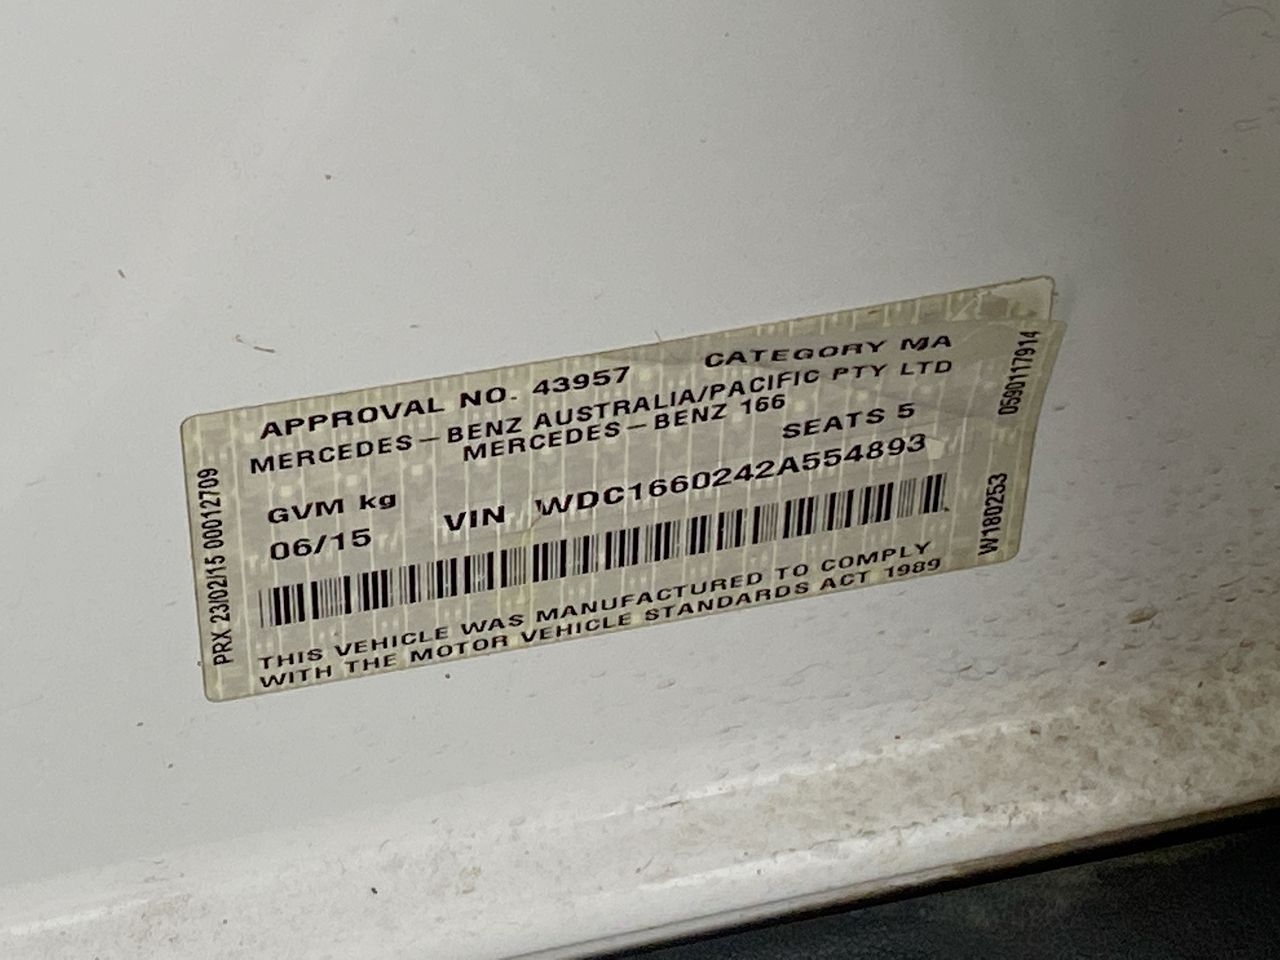 APPROVAL NO. 43957 CATEGORY MA
MERCEDES-BENZ AUSTRALIA/PACIFIC PTY LTD
MERCEDES-BENZ 166
GVM kg SEATS 5
06/15 VIN WDC1660242A554893
THIS VEHICLE WAS MANUFACTURED TO COMPLY
WITH THE MOTOR VEHICLE STANDARDS ACT 1989
PRX 23/02/15 00012709
W180253 0590117914